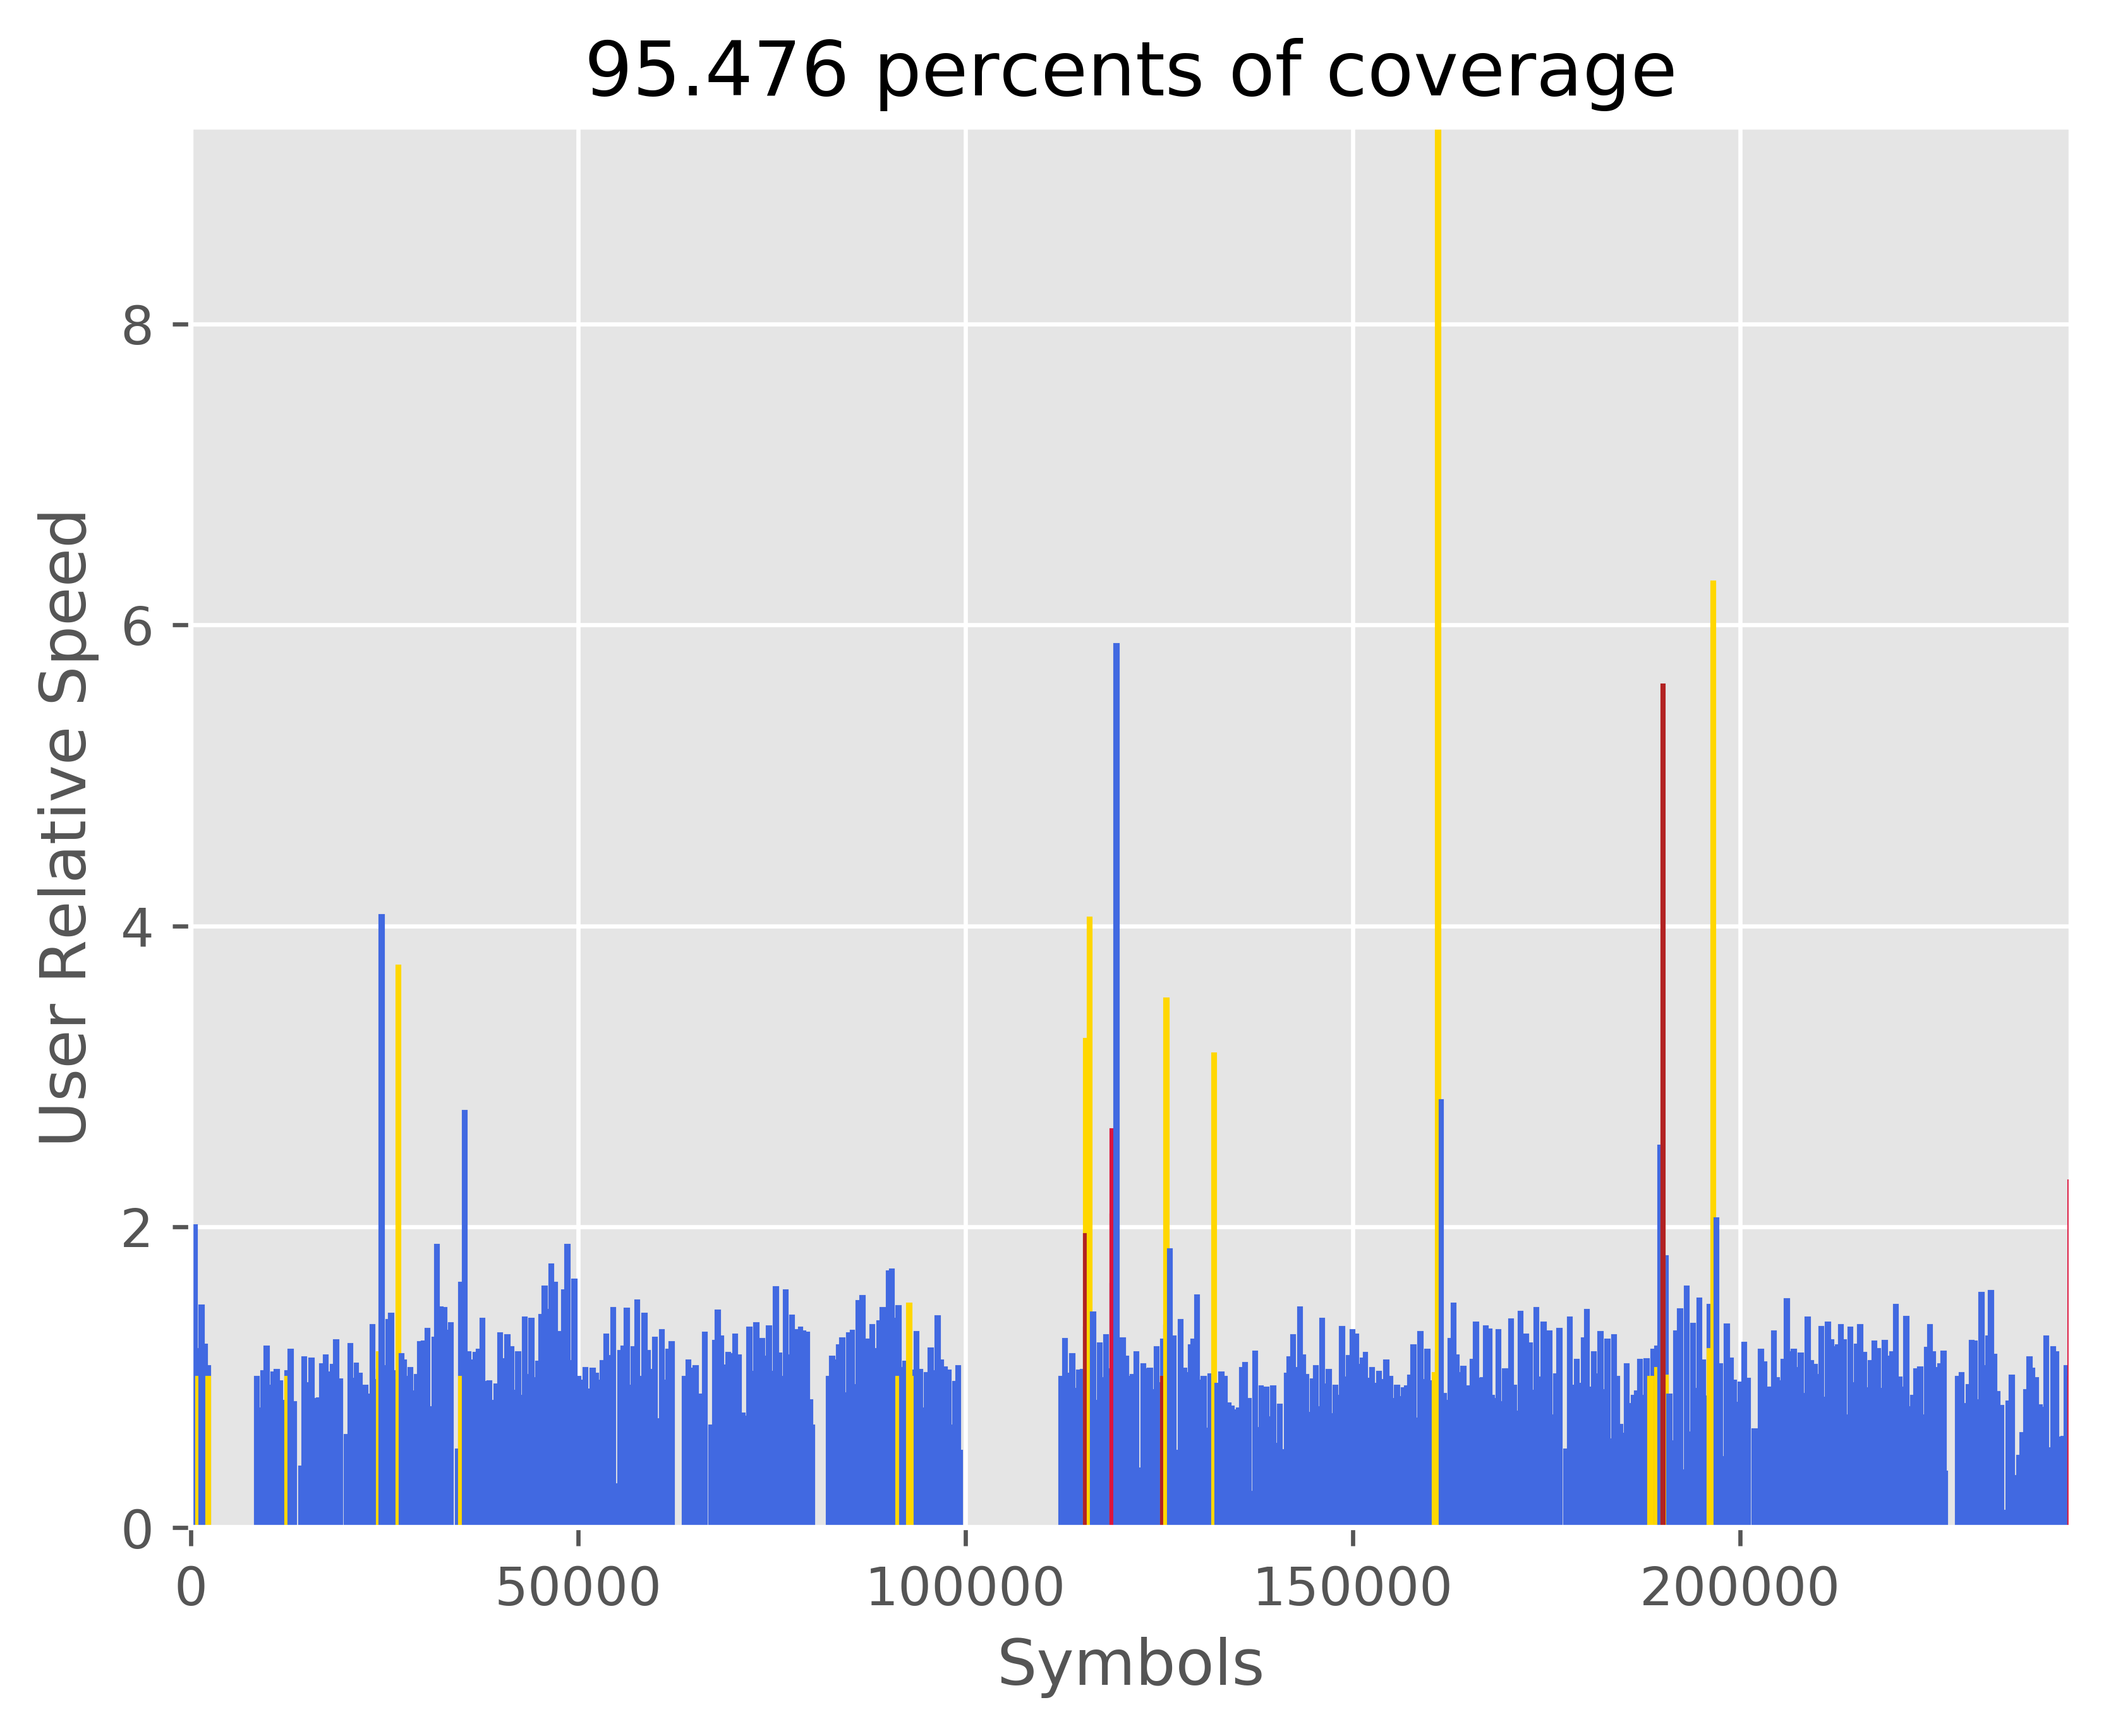 95.476 percents of coverage
User Relative Speed
8
6
4
2
0
0 50000 100000 150000 200000
Symbols